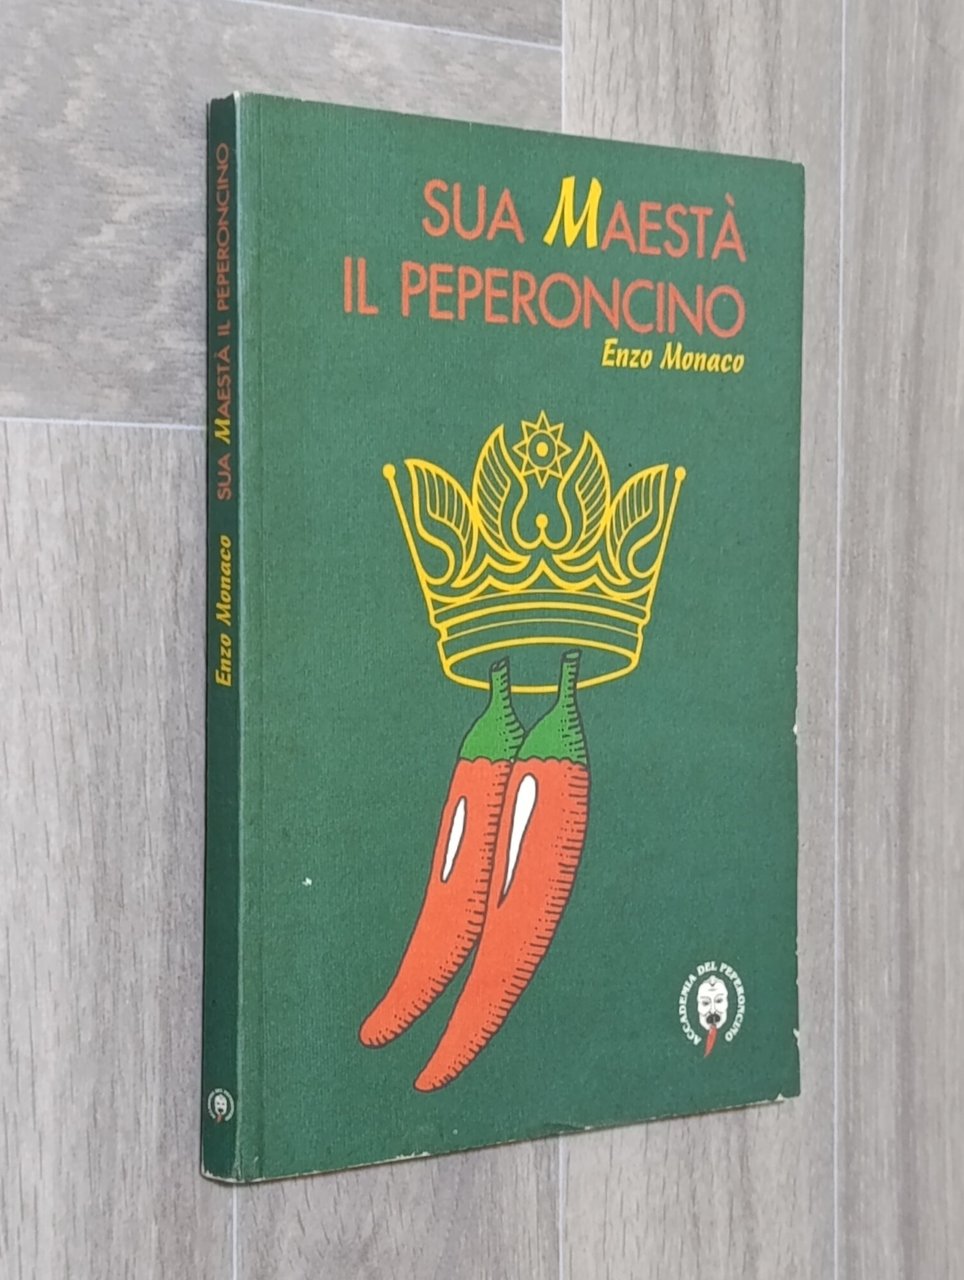 SUA MAESTÀ
IL PEPERONCINO
Enzo Monaco
ACCADEMIA DEL PEPERONCINO
Enzo Monaco SUA MAESTÀ IL PEPERONCINO